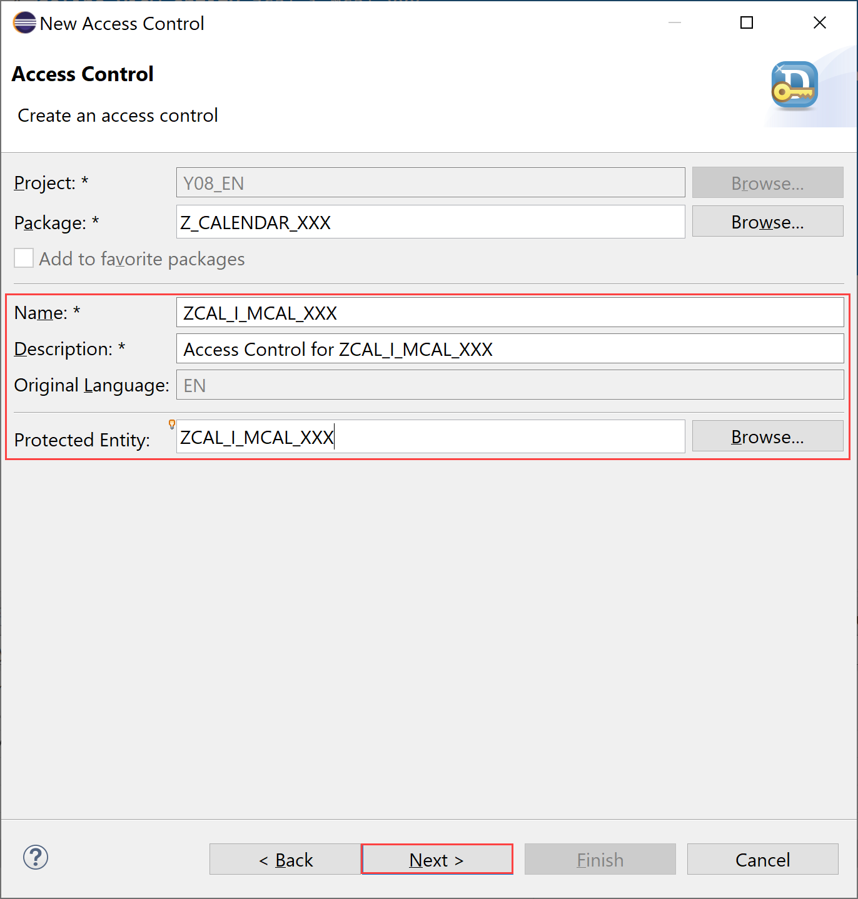 New Access Control
Access Control
Create an access control
Project: * Y08_EN Browse...
Package: * Z_CALENDAR_XXX Browse...
Add to favorite packages
Name: * ZCAL_I_MCAL_XXX
Description: * Access Control for ZCAL_I_MCAL_XXX
Original Language: EN
Protected Entity: ZCAL_I_MCAL_XXX Browse...
? < Back Next > Finish Cancel